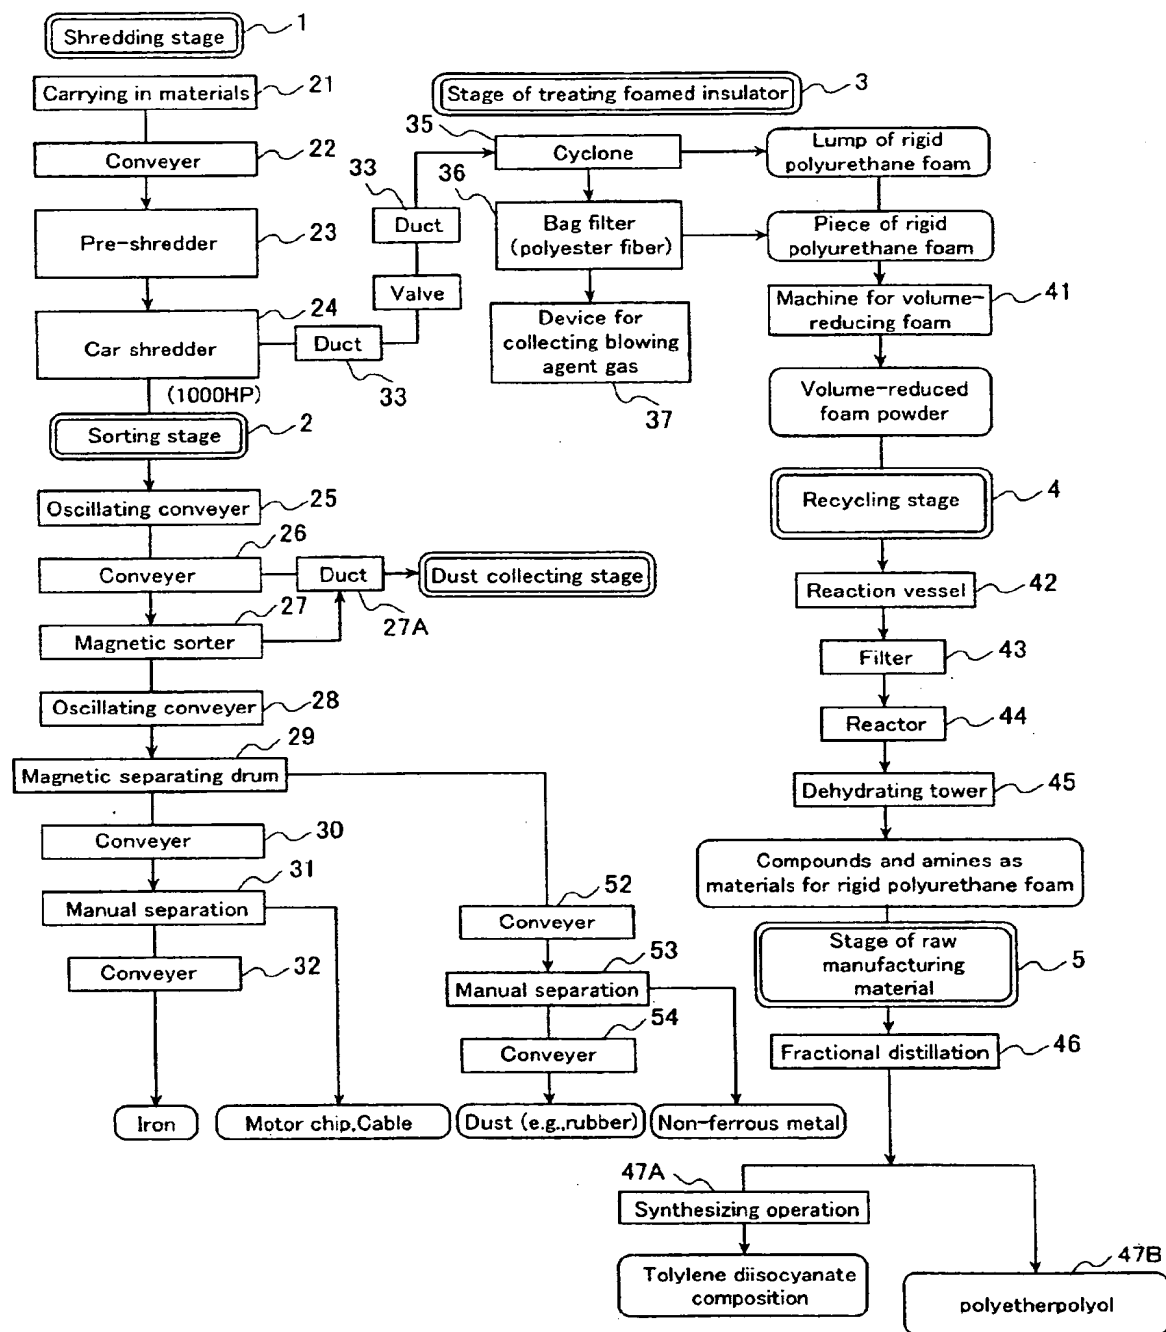 Shredding stage
1
Carrying in materials
21
Conveyer
22
Pre-shredder
23
Car shredder
24
(1000HP)
Duct
33
Valve
Duct
33
Stage of treating foamed insulator
3
35
Cyclone
36
Bag filter
(polyester fiber)
Device for
collecting blowing
agent gas
37
Lump of rigid
polyurethane foam
Piece of rigid
polyurethane foam
Machine for volume-
reducing foam
41
Volume-reduced
foam powder
Recycling stage
4
Reaction vessel
42
Filter
43
Reactor
44
Dehydrating tower
45
Compounds and amines as
materials for rigid polyurethane foam
Stage of raw
manufacturing
material
5
Fractional distillation
46
47A
Synthesizing operation
Tolylene diisocyanate
composition
47B
polyetherpolyol
Sorting stage
2
Oscillating conveyer
25
Conveyer
26
Duct
27A
Dust collecting stage
Magnetic sorter
27
Oscillating conveyer
28
Magnetic separating drum
29
Conveyer
30
Manual separation
31
Conveyer
32
Conveyer
52
Manual separation
53
Conveyer
54
Iron
Motor chip,Cable
Dust (e.g.,rubber)
Non-ferrous metal